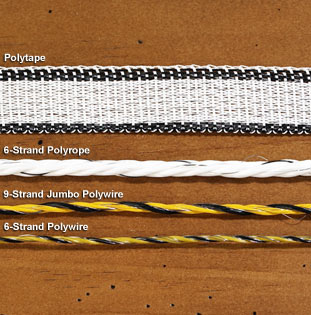 Polytape
6-Strand Polyrope
9-Strand Jumbo Polywire
6-Strand Polywire